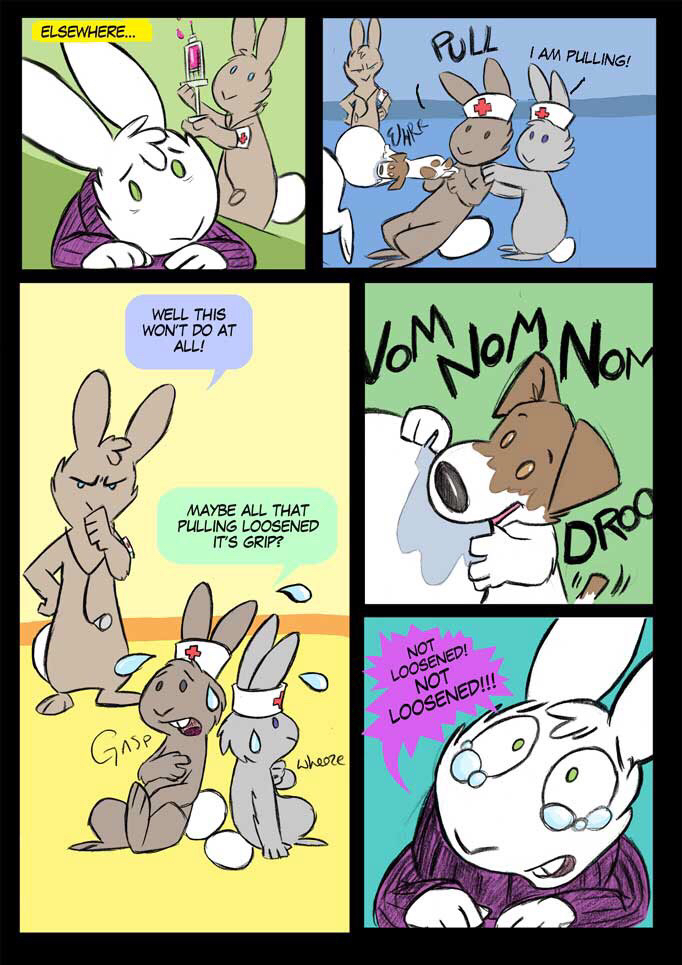 ELSEWHERE...
PULL
I AM PULLING!
GURR
WELL THIS
WON'T DO AT
ALL!
MAYBE ALL THAT
PULLING LOOSENED
IT'S GRIP?
GASP
wheeze
NOM NOM NOM
DROO
NOT
LOOSENED!
NOT
LOOSENED!!!